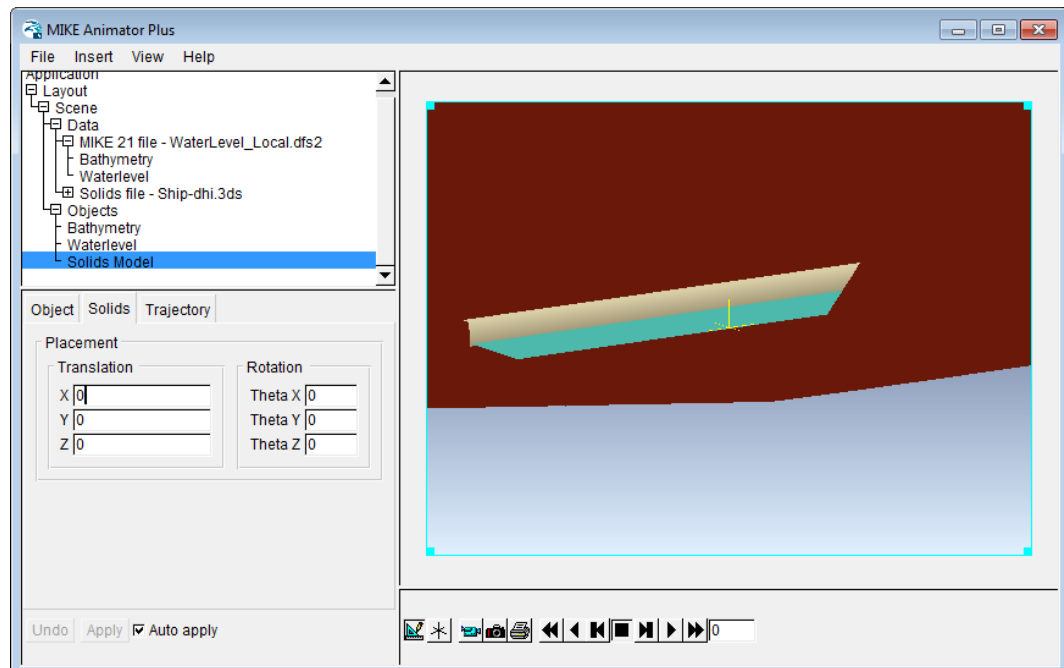 MIKE Animator Plus
File Insert View Help
Application
Layout
Scene
Data
MIKE 21 file - WaterLevel_Local.dfs2
Bathymetry
Waterlevel
Solids file - Ship-dhi.3ds
Objects
Bathymetry
Waterlevel
Solids Model
Object Solids Trajectory
Placement
Translation Rotation
X 0 Theta X 0
Y 0 Theta Y 0
Z 0 Theta Z 0
Undo Apply Auto apply 0